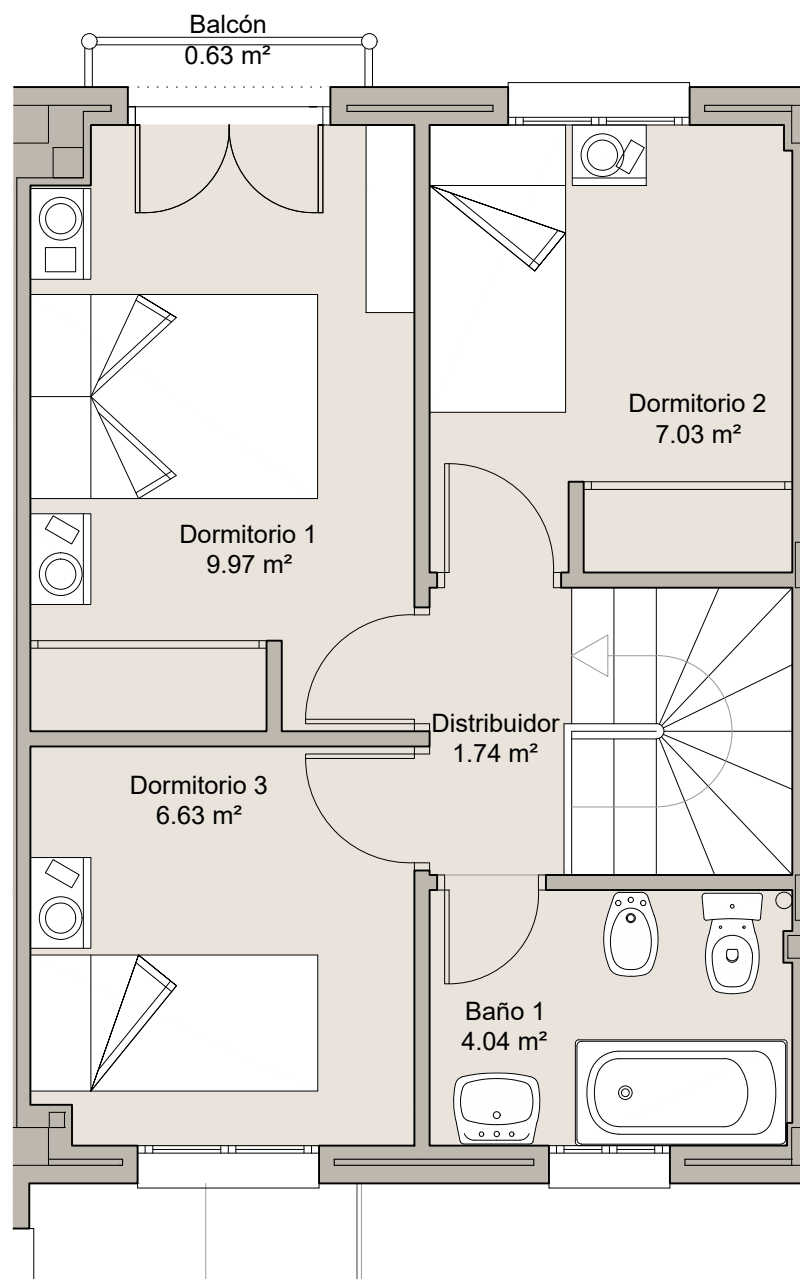 Balcón
0.63 m²
Dormitorio 2
7.03 m²
Dormitorio 1
9.97 m²
Distribuidor
1.74 m²
Dormitorio 3
6.63 m²
Baño 1
4.04 m²